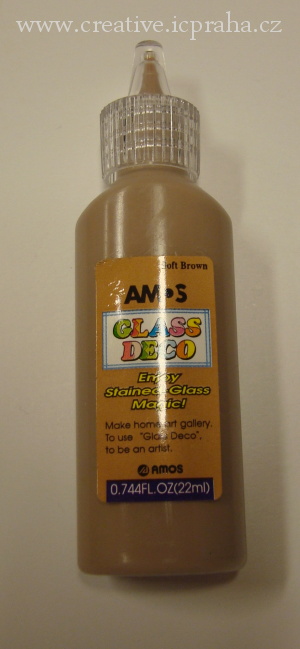 www.creative.icpraha.cz
Soft Brown
AMOS
GLASS
DECO
Enjoy
Stained-Glass
Magic!
Make home art gallery.
To use "Glass Deco",
to be an artist.
AMOS
0.744FL.OZ(22ml)